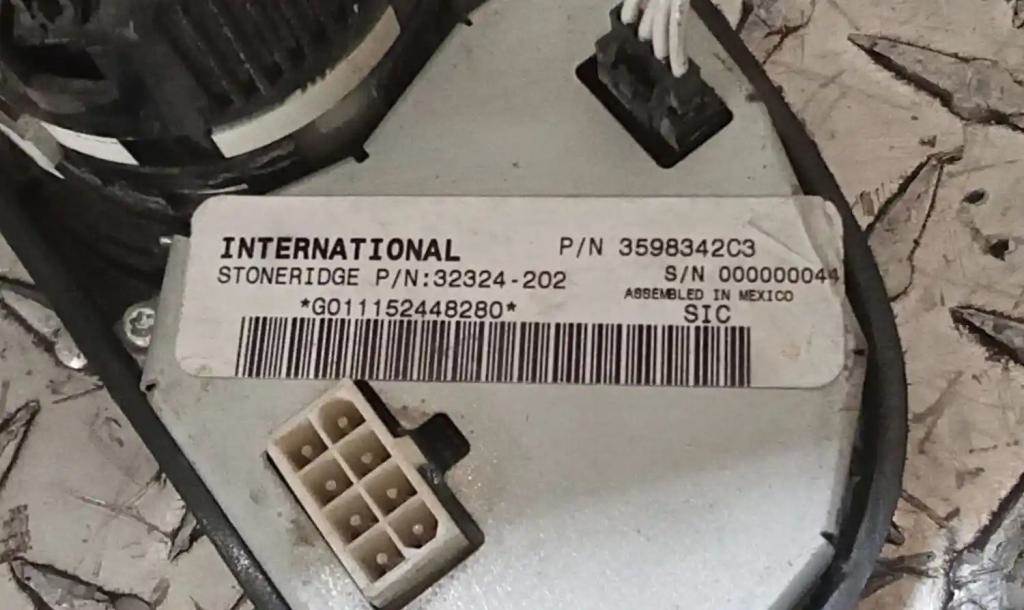 INTERNATIONAL P/N 3598342C3
STONERIDGE P/N:32324-202 S/N 000000044
ASSEMBLED IN MEXICO
*G011152448280* SIC